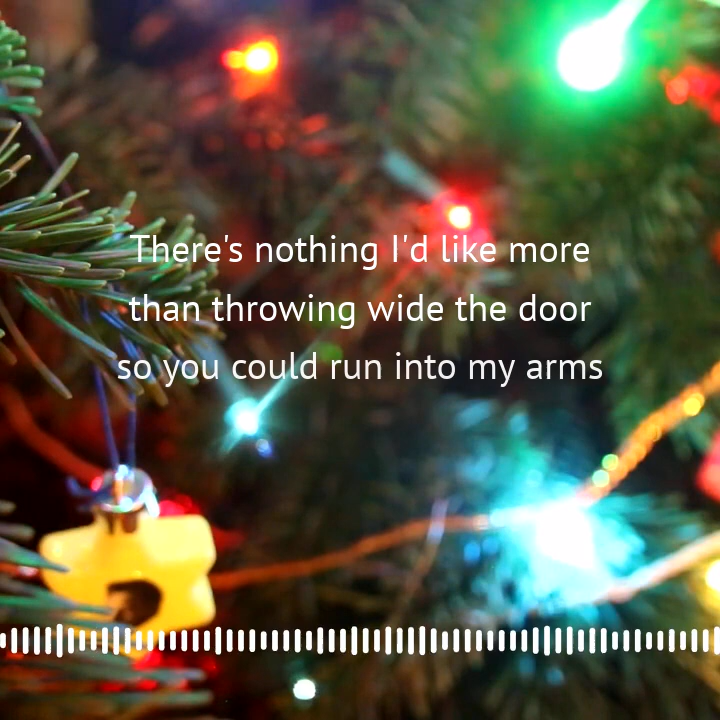 There's nothing I'd like more
than throwing wide the door
so you could run into my arms